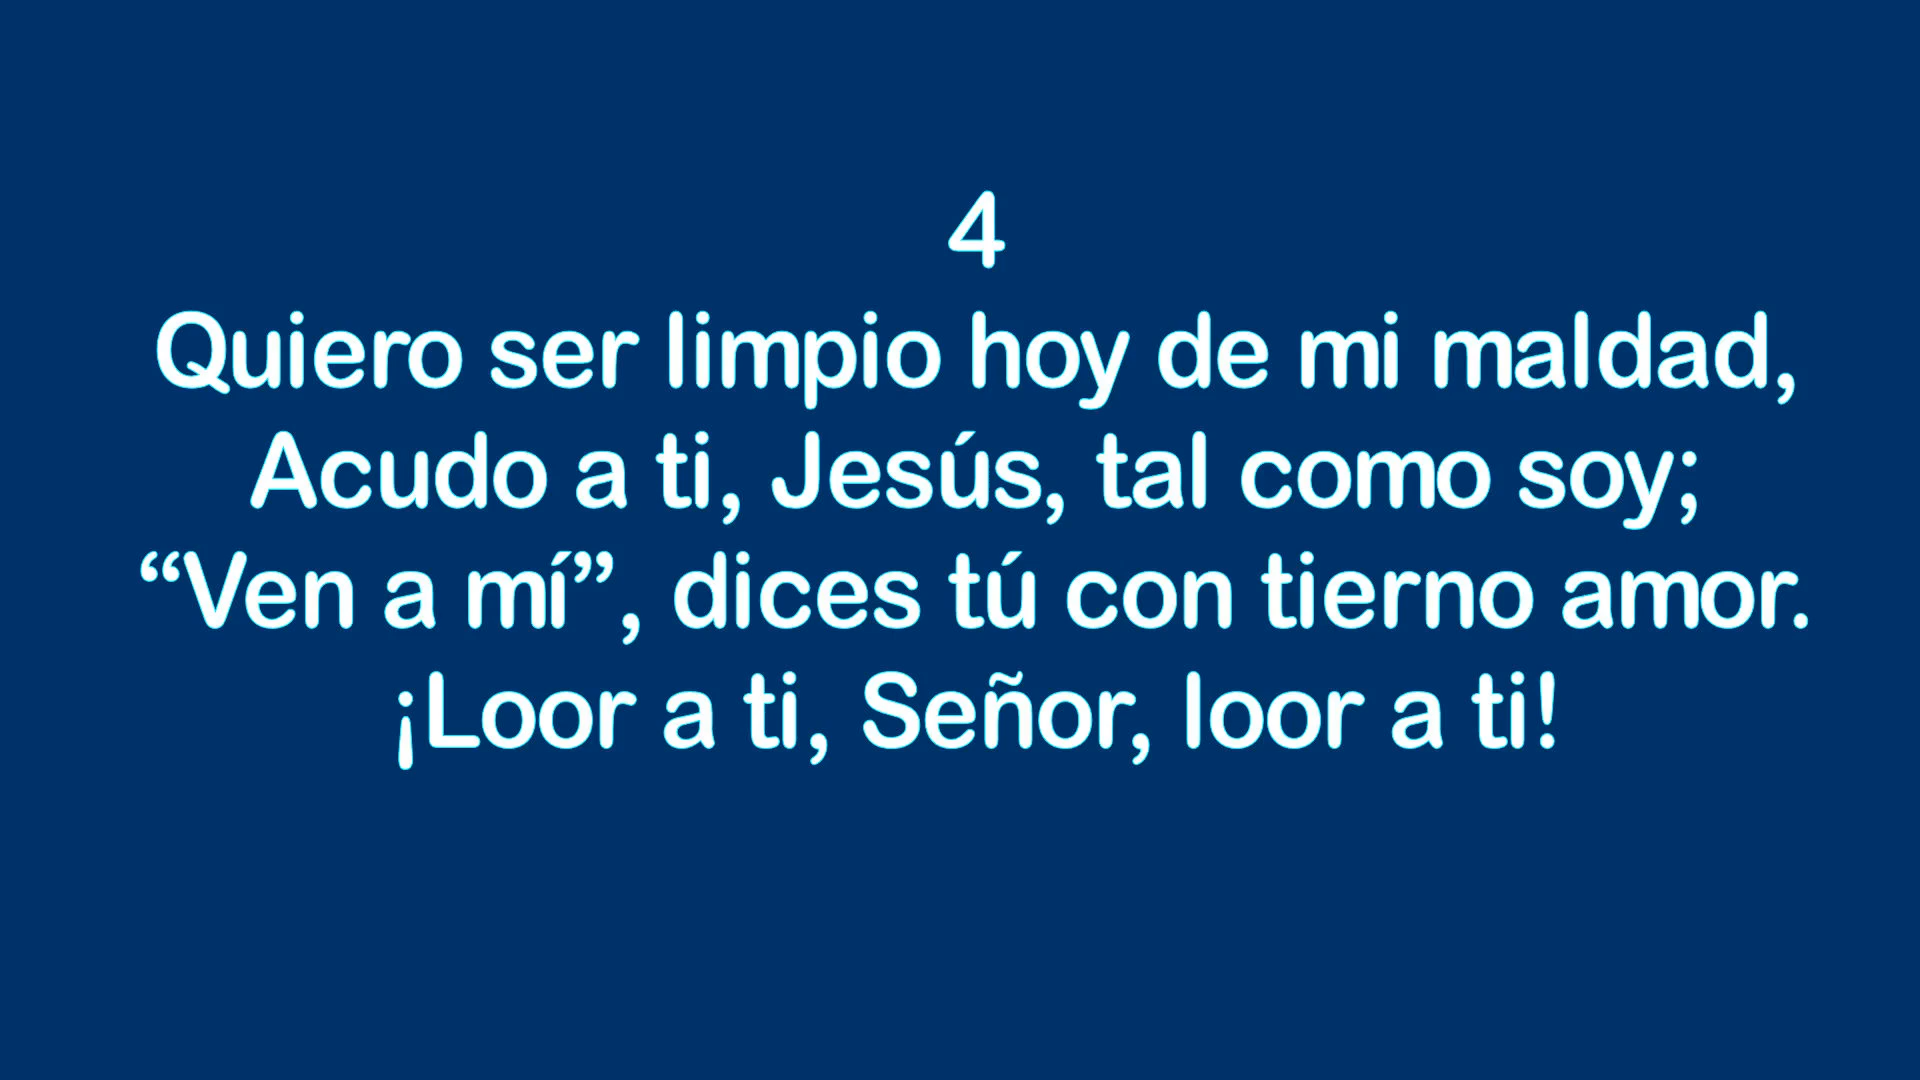 4
Quiero ser limpio hoy de mi maldad,
Acudo a ti, Jesús, tal como soy;
“Ven a mí”, dices tú con tierno amor.
¡Loor a ti, Señor, loor a ti!